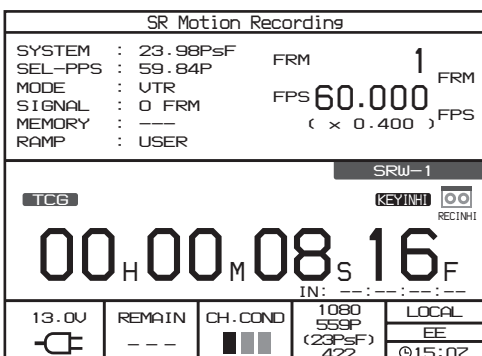 SR Motion Recording
SYSTEM : 23.98PsF
SEL-PPS : 59.84P
MODE : VTR
SIGNAL : 0 FRM
MEMORY : ---
RAMP : USER
FRM 1 FRM
FPS 60.000 FPS
( x 0.400 )
SRW-1
TCG
KEYINHI
RECINHI
00H00M08S16F
IN: --:--:--:--
13.0V
REMAIN
---
CH.COND
1080
559P
(23PsF)
422
LOCAL
EE
15:07